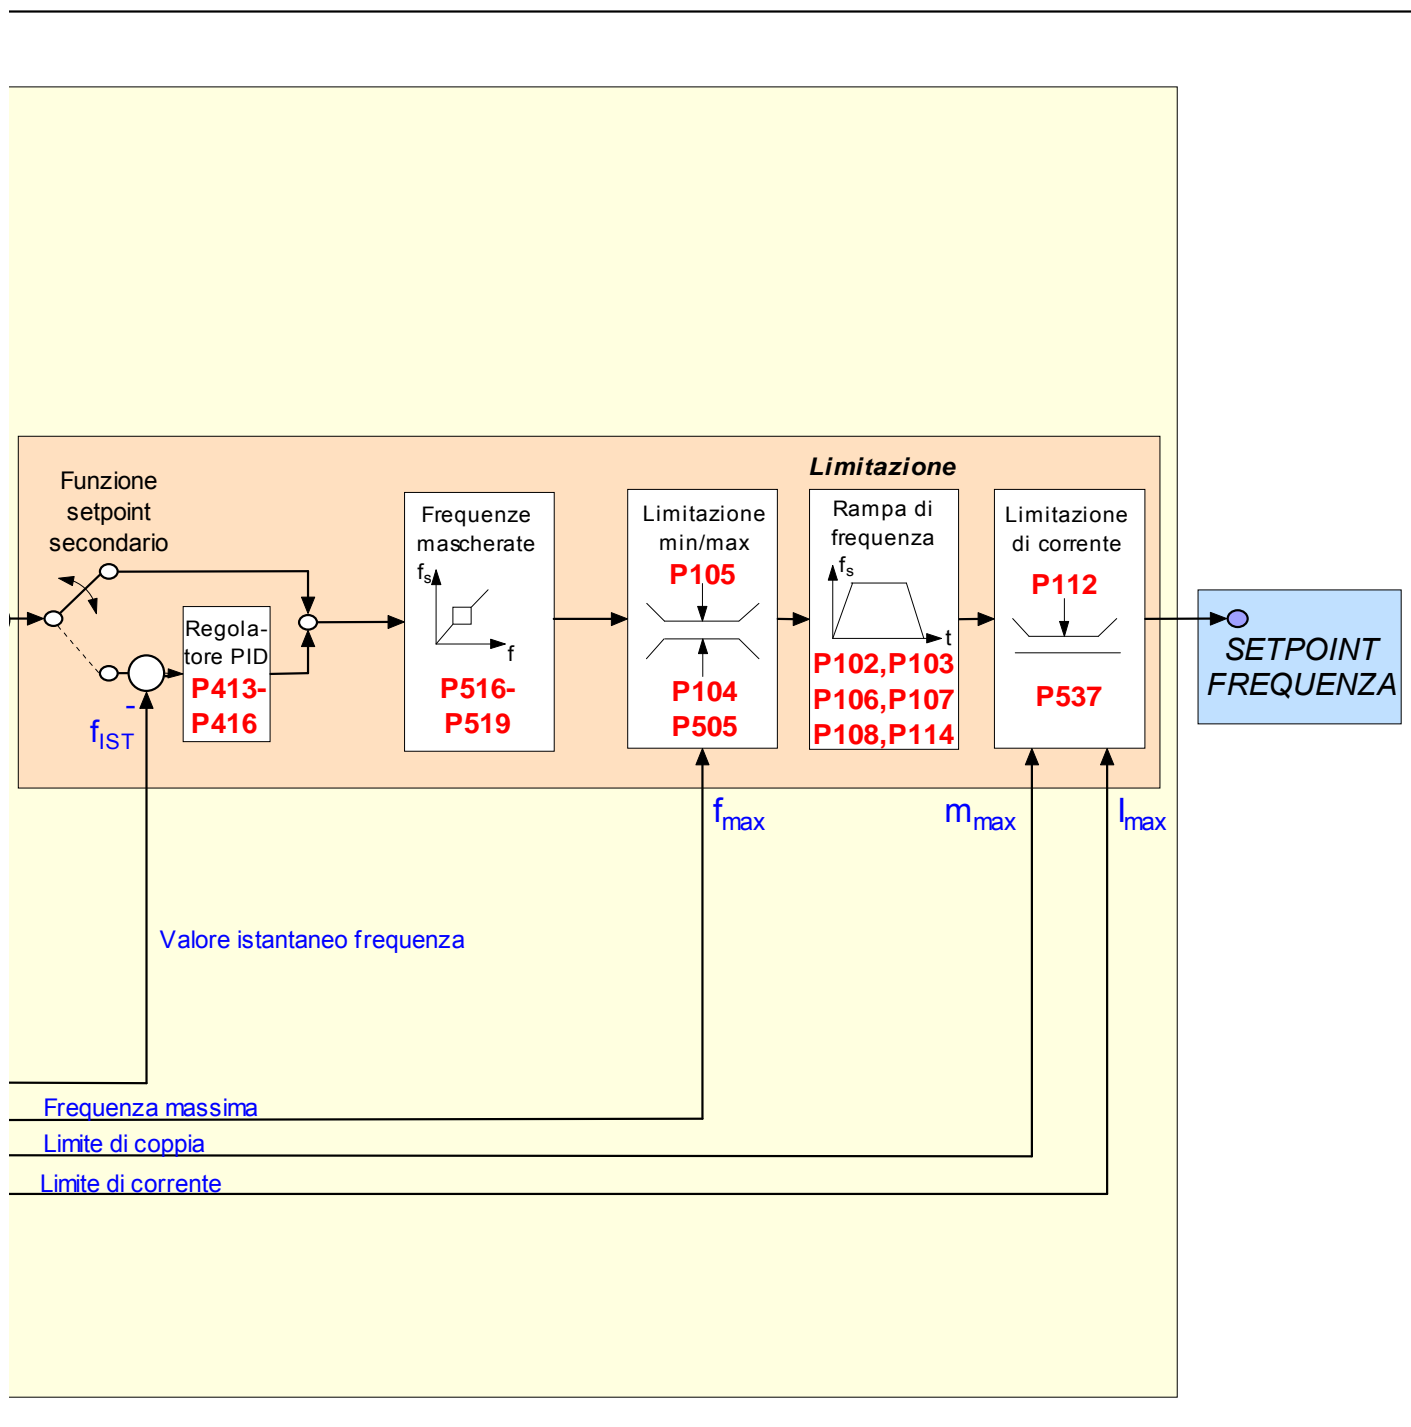 Limitazione
Funzione
setpoint
secondario
Regola-
tore PID
P413-
P416
-
fIST
Frequenze
mascherate
fs
f
P516-
P519
Limitazione
min/max
P105
P104
P505
Rampa di
frequenza
fs
t
P102,P103
P106,P107
P108,P114
Limitazione
di corrente
P112
P537
SETPOINT
FREQUENZA
fmax
mmax
Imax
Valore istantaneo frequenza
Frequenza massima
Limite di coppia
Limite di corrente